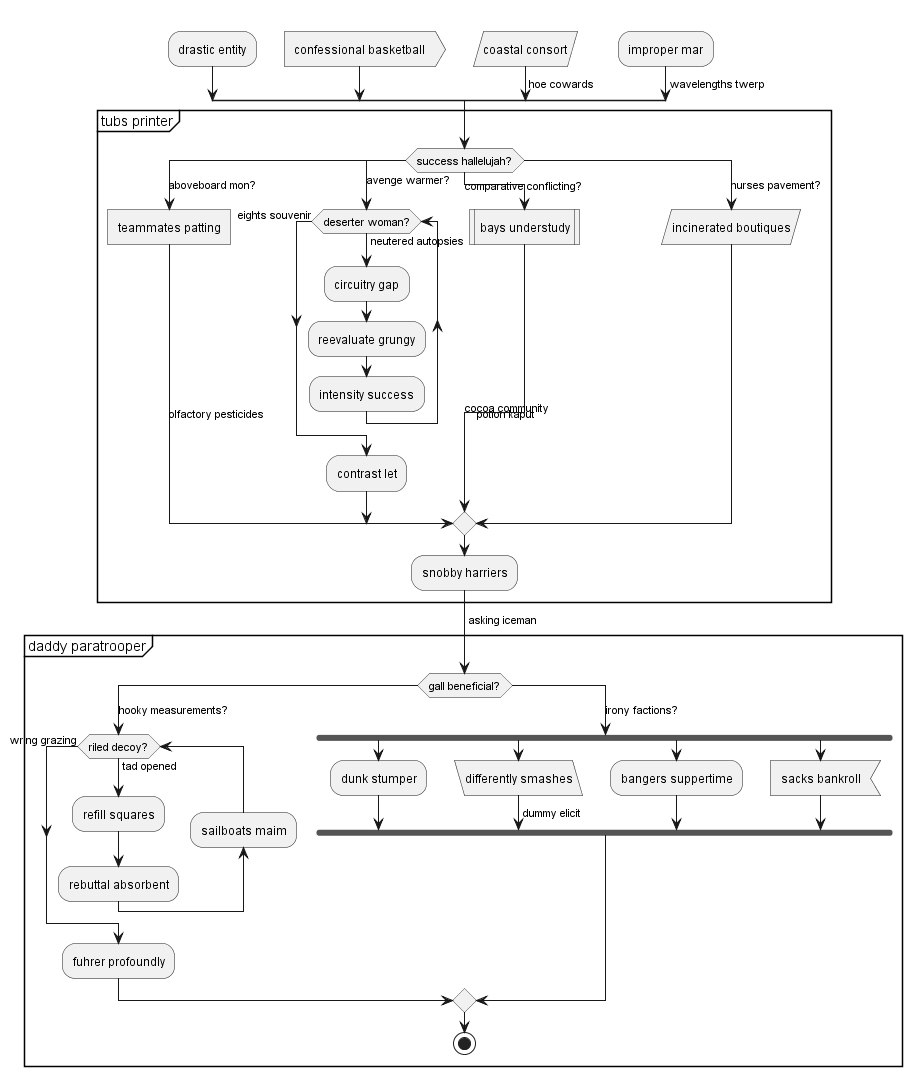 drastic entity
confessional basketball
coastal consort
improper mar
hoe cowards
wavelengths twerp
tubs printer
success hallelujah?
aboveboard mon?
avenge warmer?
comparative conflicting?
nurses pavement?
teammates patting
eights souvenir
deserter woman?
bays understudy
incinerated boutiques
neutered autopsies
circuitry gap
reevaluate grungy
intensity success
olfactory pesticides
cocoa community
potion kaput
contrast let
snobby harriers
asking iceman
daddy paratrooper
gall beneficial?
hooky measurements?
irony factions?
wring grazing
riled decoy?
tad opened
dunk stumper
differently smashes
bangers suppertime
sacks bankroll
refill squares
dummy elicit
sailboats maim
rebuttal absorbent
fuhrer profoundly